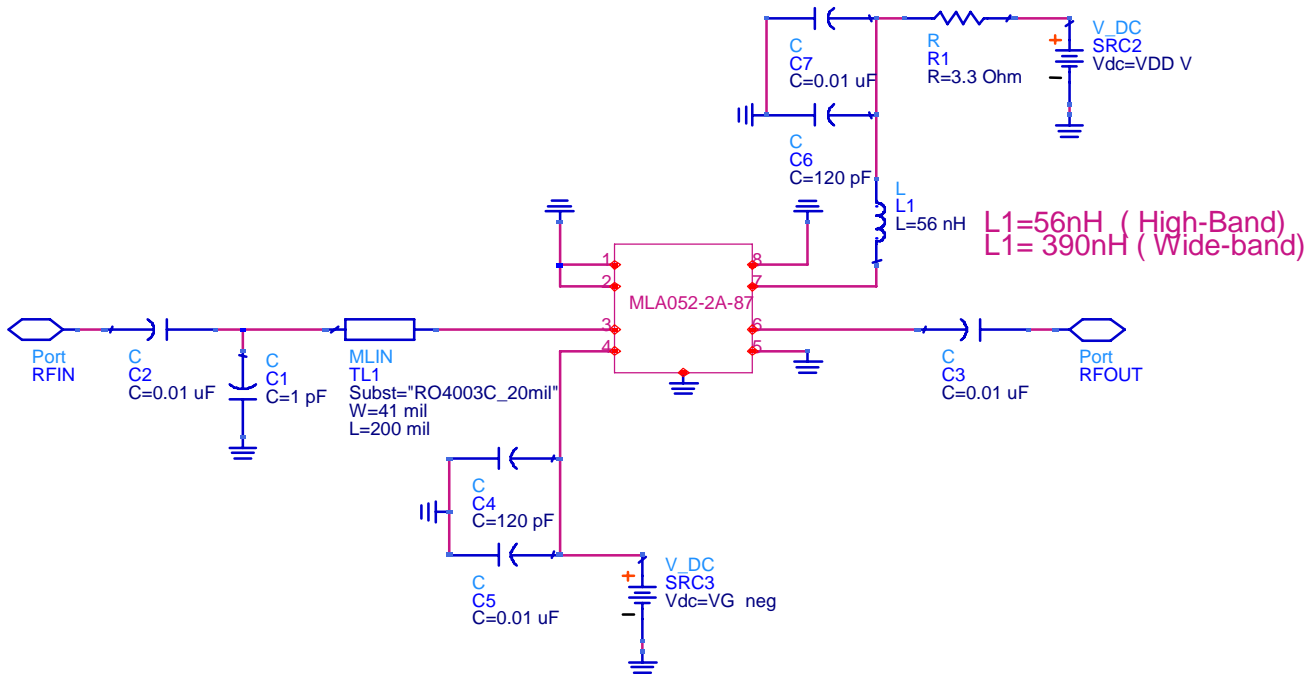 C
C7
C=0.01 uF
R
R1
R=3.3 Ohm
V_DC
SRC2
Vdc=VDD V
+
–
C
C6
C=120 pF
L
L1
L=56 nH
L1=56nH ( High-Band)
L1= 390nH ( Wide-band)
1
2
3
4
8
7
6
5
MLA052-2A-87
Port
RFIN
C
C2
C=0.01 uF
C
C1
C=1 pF
MLIN
TL1
Subst="RO4003C_20mil"
W=41 mil
L=200 mil
C
C3
C=0.01 uF
Port
RFOUT
C
C4
C=120 pF
C
C5
C=0.01 uF
V_DC
SRC3
Vdc=VG neg
+
–